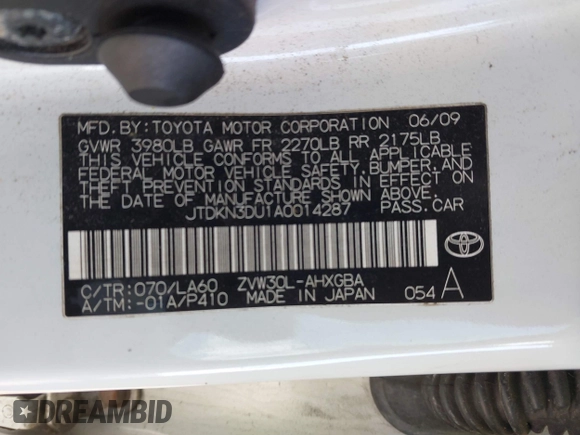 MFD.BY:TOYOTA MOTOR CORPORATION 06/09
GVWR 3980LB GAWR FR 2270LB RR 2175LB
THIS VEHICLE CONFORMS TO ALL APPLICABLE
FEDERAL MOTOR VEHICLE SAFETY,BUMPER,AND
THEFT PREVENTION STANDARDS IN EFFECT ON
THE DATE OF MANUFACTURE SHOWN ABOVE.
JTDKN3DU1A0014287 PASS.CAR
TOYOTA
C/TR:070/LA60 ZVW30L-AHXGBA
A/TM:-01A/P410 MADE IN JAPAN 054 A
DREAMBID